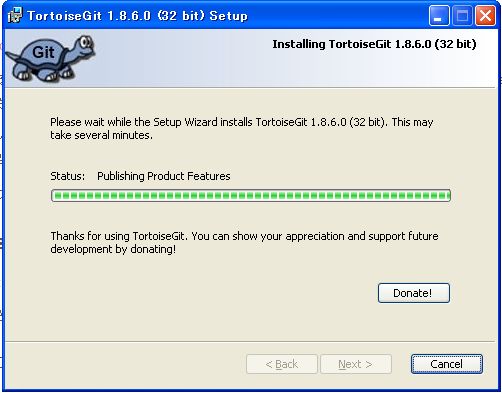 TortoiseGit 1.8.6.0 (32 bit) Setup
Git
Installing TortoiseGit 1.8.6.0 (32 bit)
Please wait while the Setup Wizard installs TortoiseGit 1.8.6.0 (32 bit). This may
take several minutes.
Status: Publishing Product Features
Thanks for using TortoiseGit. You can show your appreciation and support future
development by donating!
Donate!
< Back
Next >
Cancel